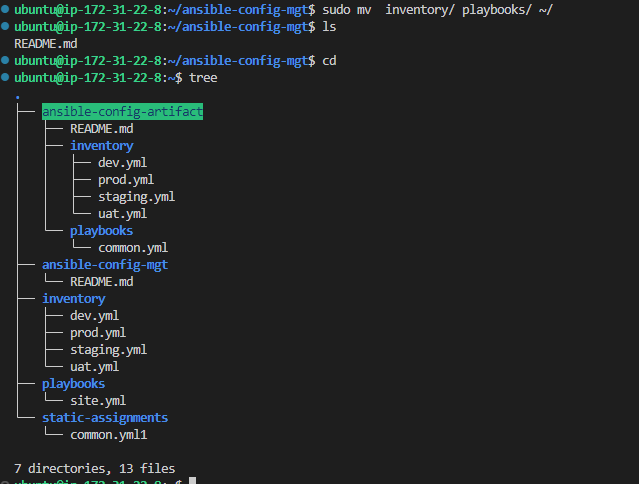 ubuntu@ip-172-31-22-8:~/ansible-config-mgt$ sudo mv  inventory/ playbooks/ ~/
ubuntu@ip-172-31-22-8:~/ansible-config-mgt$ ls
README.md
ubuntu@ip-172-31-22-8:~/ansible-config-mgt$ cd
ubuntu@ip-172-31-22-8:~$ tree
.
├── ansible-config-artifact
│   ├── README.md
│   ├── inventory
│   │   ├── dev.yml
│   │   ├── prod.yml
│   │   ├── staging.yml
│   │   └── uat.yml
│   └── playbooks
│       └── common.yml
├── ansible-config-mgt
│   └── README.md
├── inventory
│   ├── dev.yml
│   ├── prod.yml
│   ├── staging.yml
│   └── uat.yml
├── playbooks
│   └── site.yml
└── static-assignments
    └── common.yml1
7 directories, 13 files
ubuntu@ip-172-31-22-8:~$